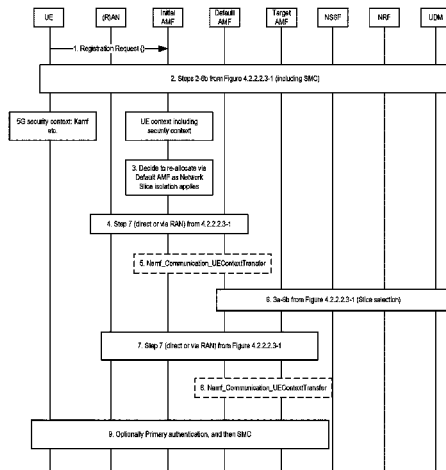 UE
(R)AN
Initial
AMF
Default
AMF
Target
AMF
NSSF
NRF
UDM
1. Registration Request ()
2. Steps 2-6b from Figure 4.2.2.2.3-1 (including SMC)
5G security context: Kamf
etc.
UE context including
security context
3. Decide to re-allocate via
Default AMF as Network
Slice isolation applies
4. Step 7 (direct or via RAN) from 4.2.2.2.3-1
5. Namf_Communication_UEContextTransfer
6. 3a-6b from Figure 4.2.2.2.3-1 (Slice selection)
7. Step 7 (direct or via RAN) from Figure 4.2.2.2.3-1
8. Namf_Communication_UEContextTransfer
9. Optionally Primary authentication, and then SMC